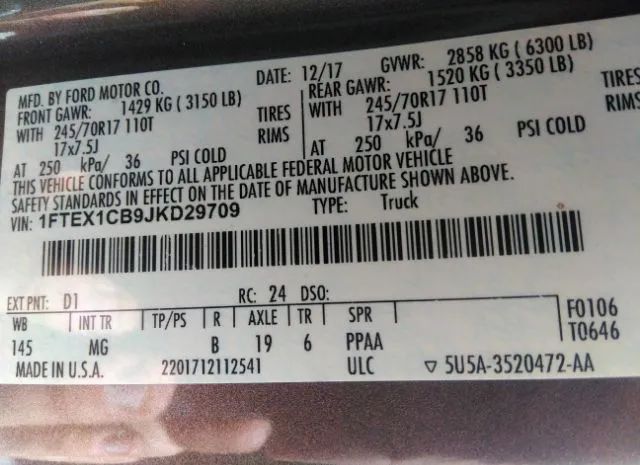 MFD. BY FORD MOTOR CO. DATE: 12/17 GVWR: 2858 KG ( 6300 LB)
FRONT GAWR: 1429 KG ( 3150 LB) REAR GAWR: 1520 KG ( 3350 LB)
WITH 245/70R17 110T TIRES WITH 245/70R17 110T TIRES
17x7.5J RIMS 17x7.5J RIMS
AT 250 kPa/ 36 PSI COLD AT 250 kPa/ 36 PSI COLD
THIS VEHICLE CONFORMS TO ALL APPLICABLE FEDERAL MOTOR VEHICLE
SAFETY STANDARDS IN EFFECT ON THE DATE OF MANUFACTURE SHOWN ABOVE.
VIN: 1FTEX1CB9JKD29709 TYPE: Truck
EXT PNT: D1 RC: 24 DSO:
WB INT TR TP/PS R AXLE TR SPR F0106
145 MG B 19 6 PPAA T0646
MADE IN U.S.A. 2201712112541 ULC ▽ 5U5A-3520472-AA